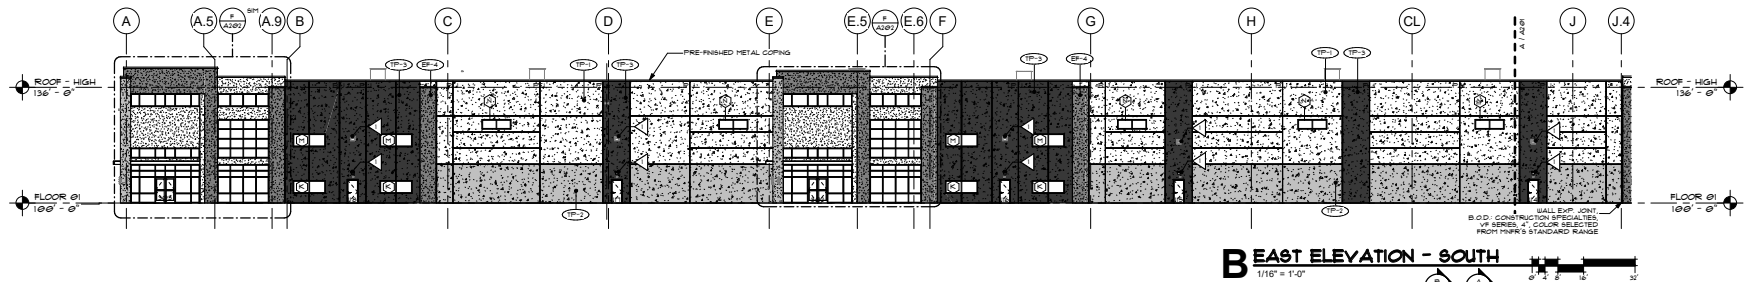 A
A.5
F
A202
SIM
A.9
B
C
D
E
E.5
F
A202
E.6
F
G
H
CL
A / A201
J
J.4
PRE-FINISHED METAL COPING
TP-3
EF-4
TP-1
TP-3
TP-3
EF-4
TP-1
TP-3
ROOF - HIGH
136' - 0"
ROOF - HIGH
136' - 0"
M
M
M
M
K
K
K
K
FLOOR 01
100' - 0"
TP-2
TP-2
FLOOR 01
100' - 0"
WALL EXP. JOINT,
B.O.D.: CONSTRUCTION SPECIALTIES,
VF SERIES, 4", COLOR SELECTED
FROM MNFR'S STANDARD RANGE
B EAST ELEVATION - SOUTH
1/16" = 1'-0"
0' 4' 8' 16' 32'
B
A